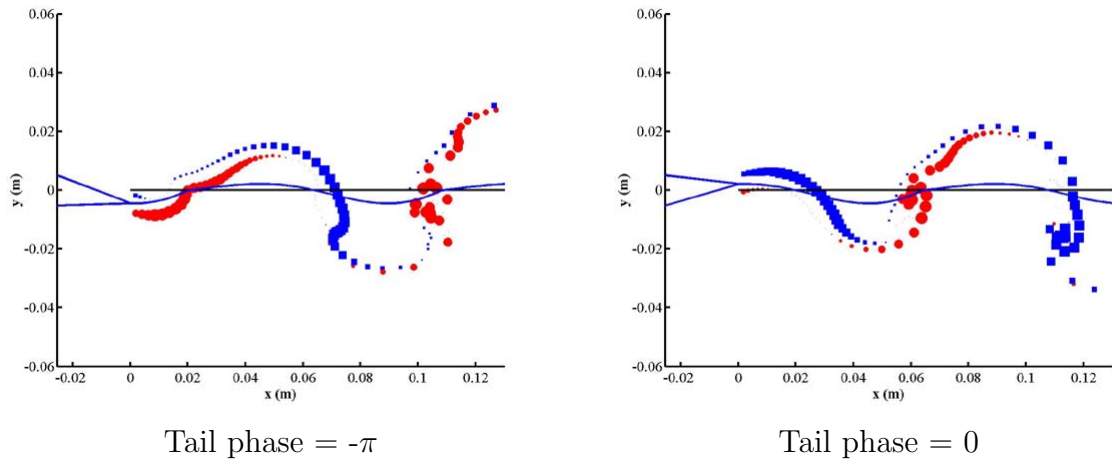 0.06 0.06
0.04 0.04
0.02 0.02
y (m) 0 y (m) 0
-0.02 -0.02
-0.04 -0.04
-0.06 -0.06
-0.02 0 0.02 0.04 0.06 0.08 0.1 0.12 -0.02 0 0.02 0.04 0.06 0.08 0.1 0.12
x (m) x (m)
Tail phase = -π Tail phase = 0